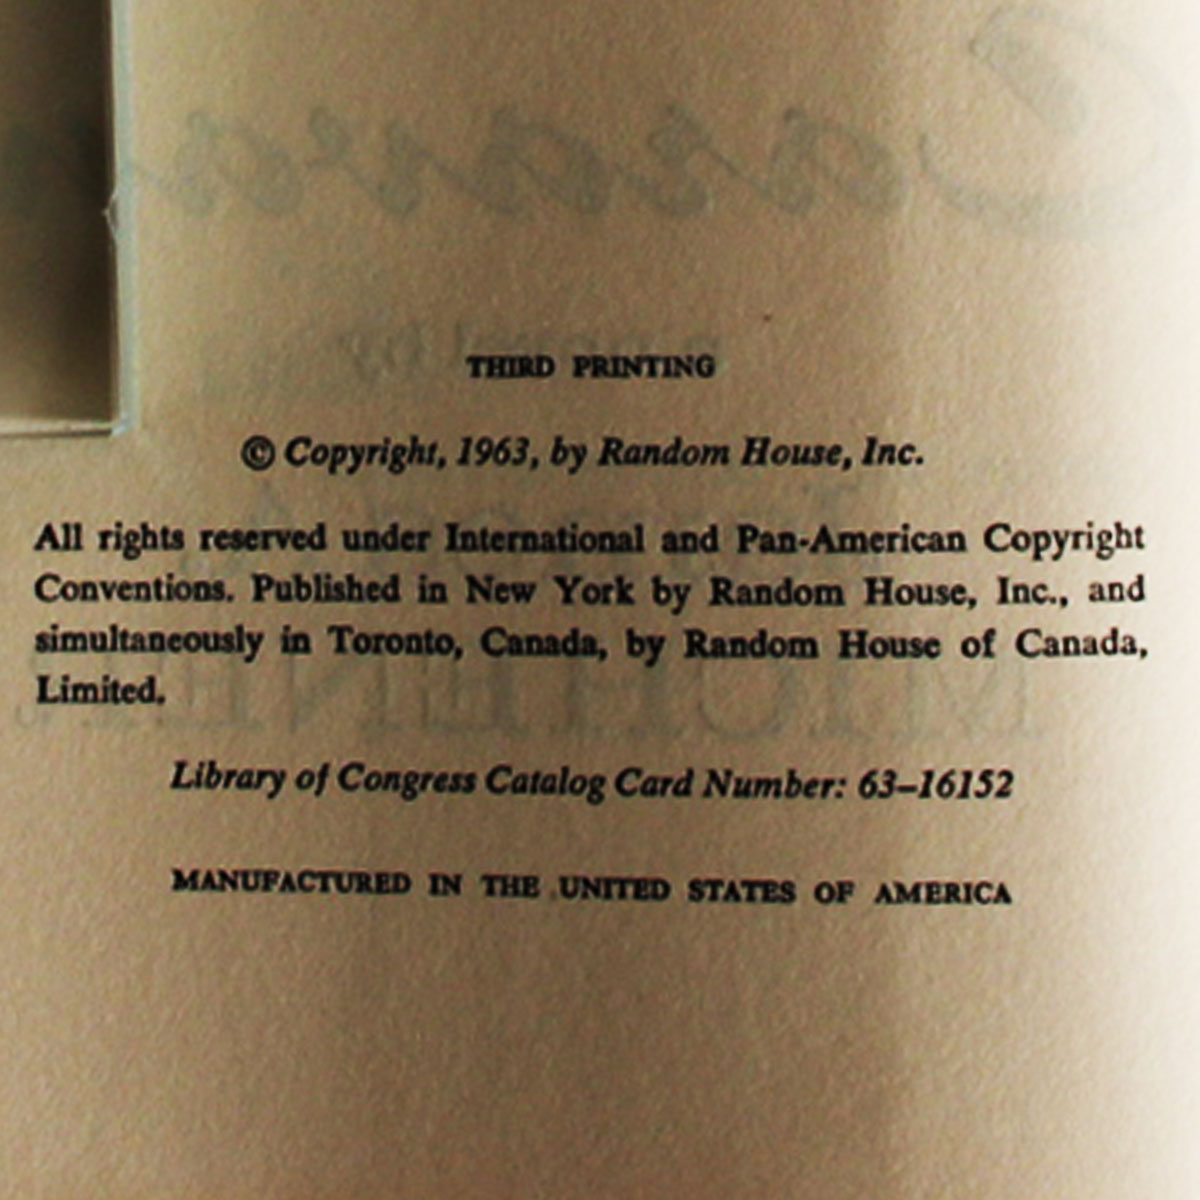 THIRD PRINTING
© Copyright, 1963, by Random House, Inc.
All rights reserved under International and Pan-American Copyright
Conventions. Published in New York by Random House, Inc., and
simultaneously in Toronto, Canada, by Random House of Canada,
Limited.
Library of Congress Catalog Card Number: 63–16152
MANUFACTURED IN THE UNITED STATES OF AMERICA